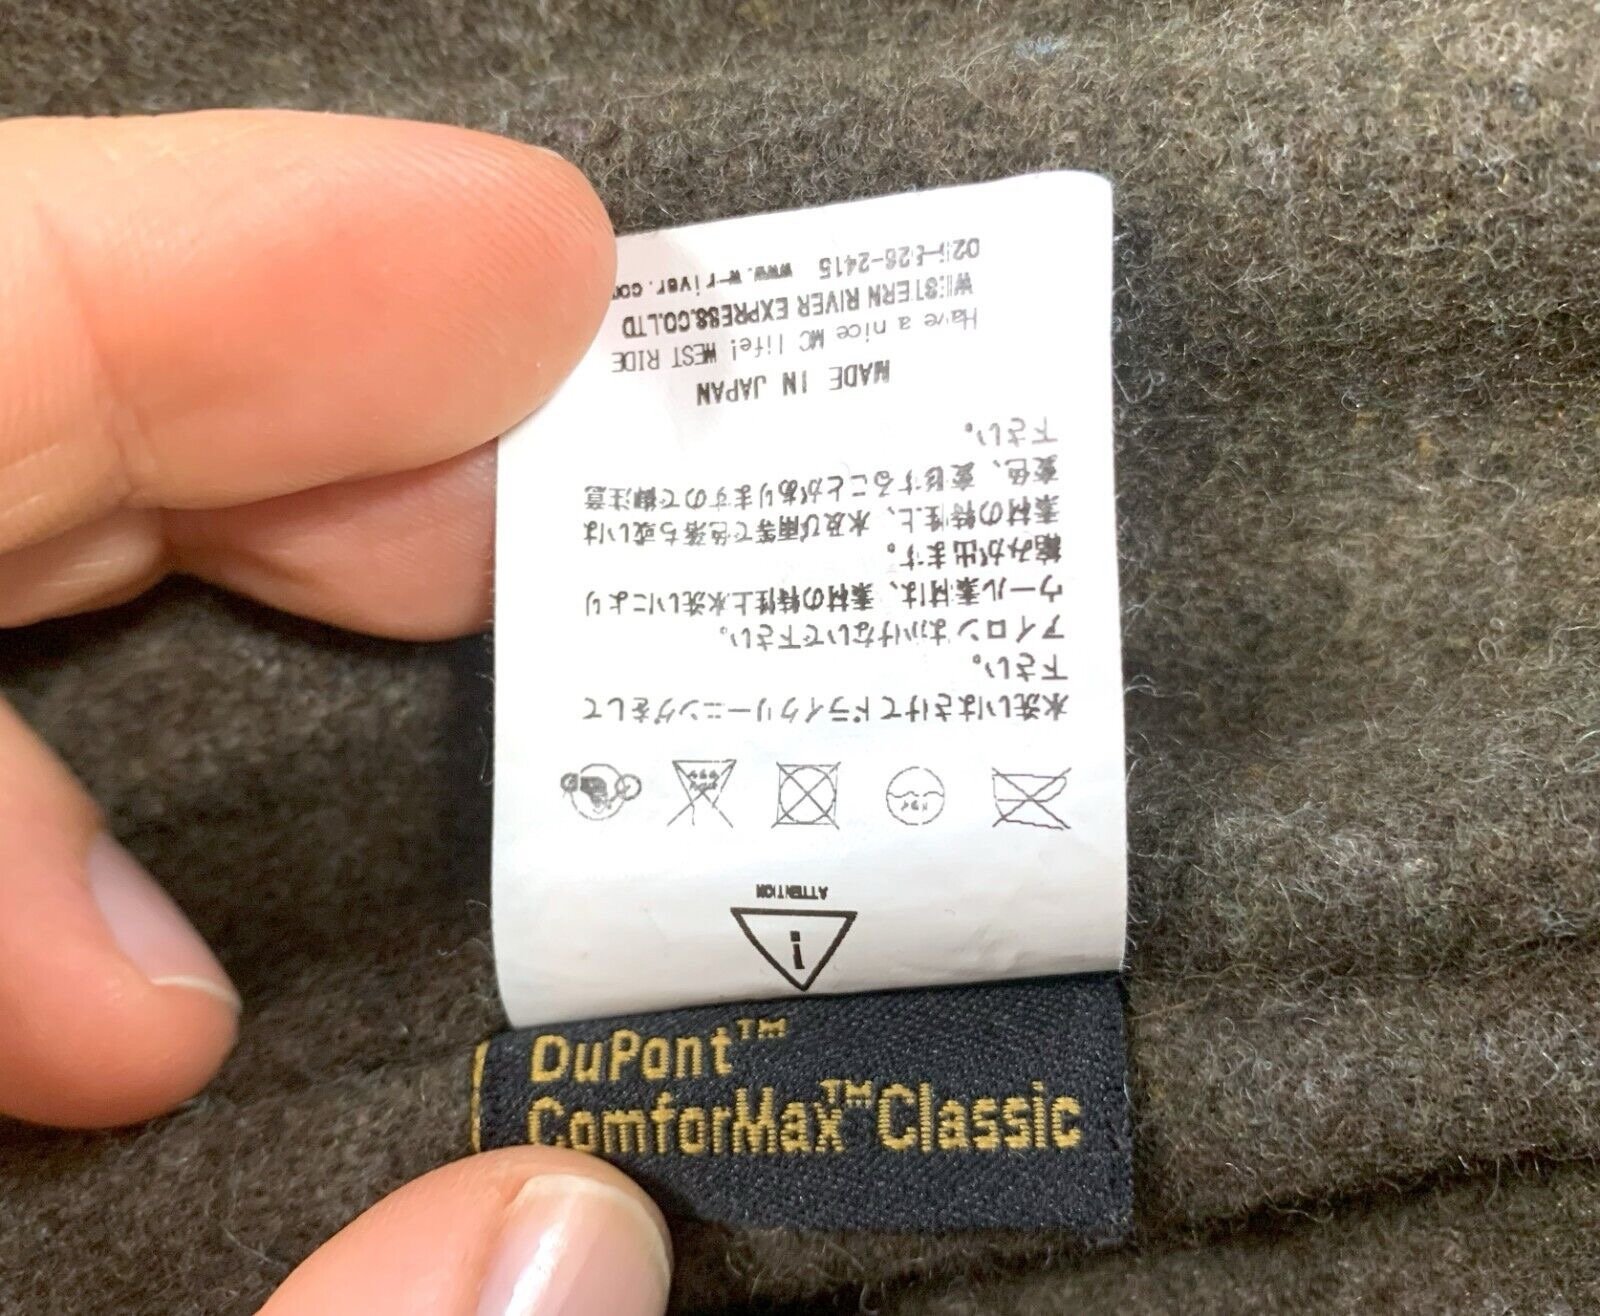 DuPont™
ComforMax™Classic
ATTENTION
水洗いはさけてドライクリーニングをして
下さい。
アイロンはかけないで下さい。
ウール素材は、素材の特性上水洗いにより
縮みが出ます。
素材の特性上、水及び雨等で色落ち或いは
変色、変形することがありますので御注意
下さい。
MADE IN JAPAN
Have a nice MC life! WEST RIDE
WESTERN RIVER EXPRESS.CO.LTD
www.w-river.co